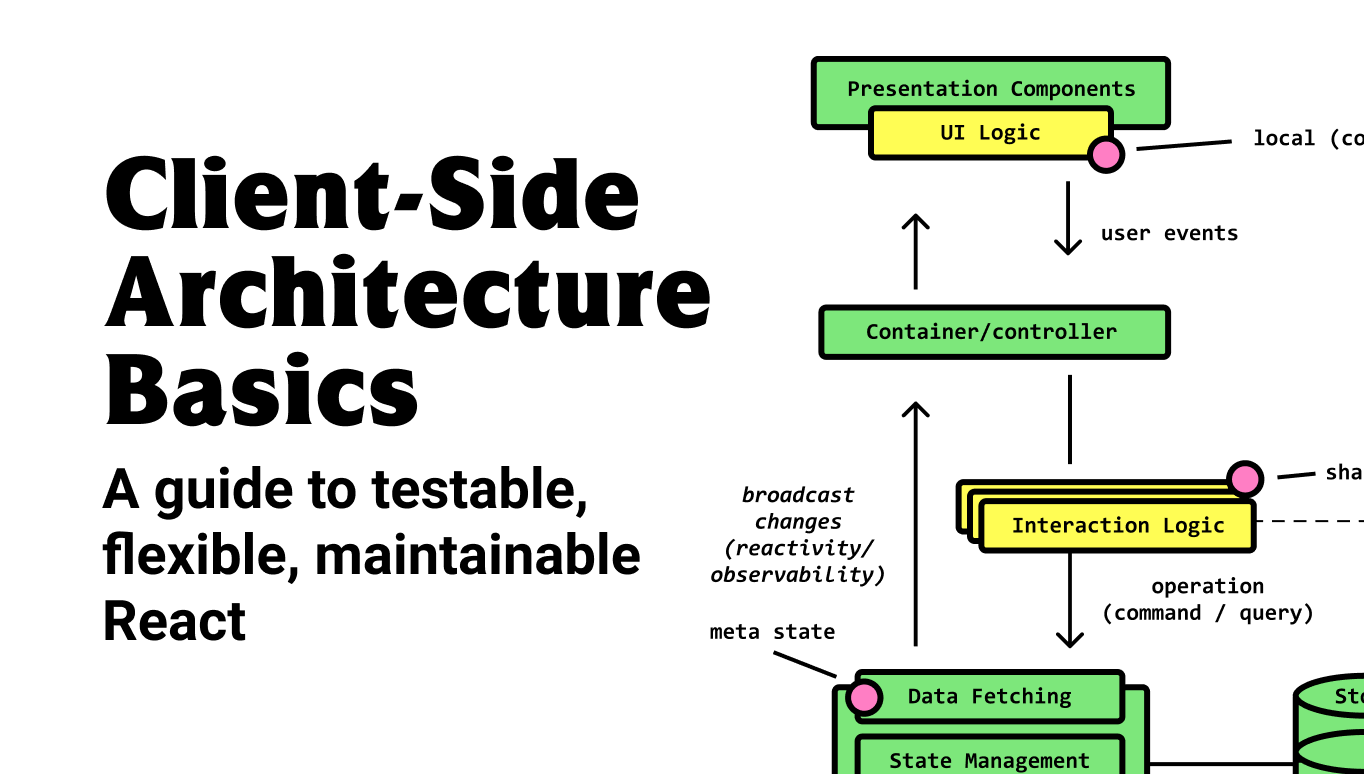 Client-Side
Architecture
Basics
A guide to testable,
flexible, maintainable
React
Presentation Components
UI Logic
local (co
user events
Container/controller
broadcast
changes
(reactivity/
observability)
sha
Interaction Logic
operation
(command / query)
meta state
Data Fetching
Sto
State Management